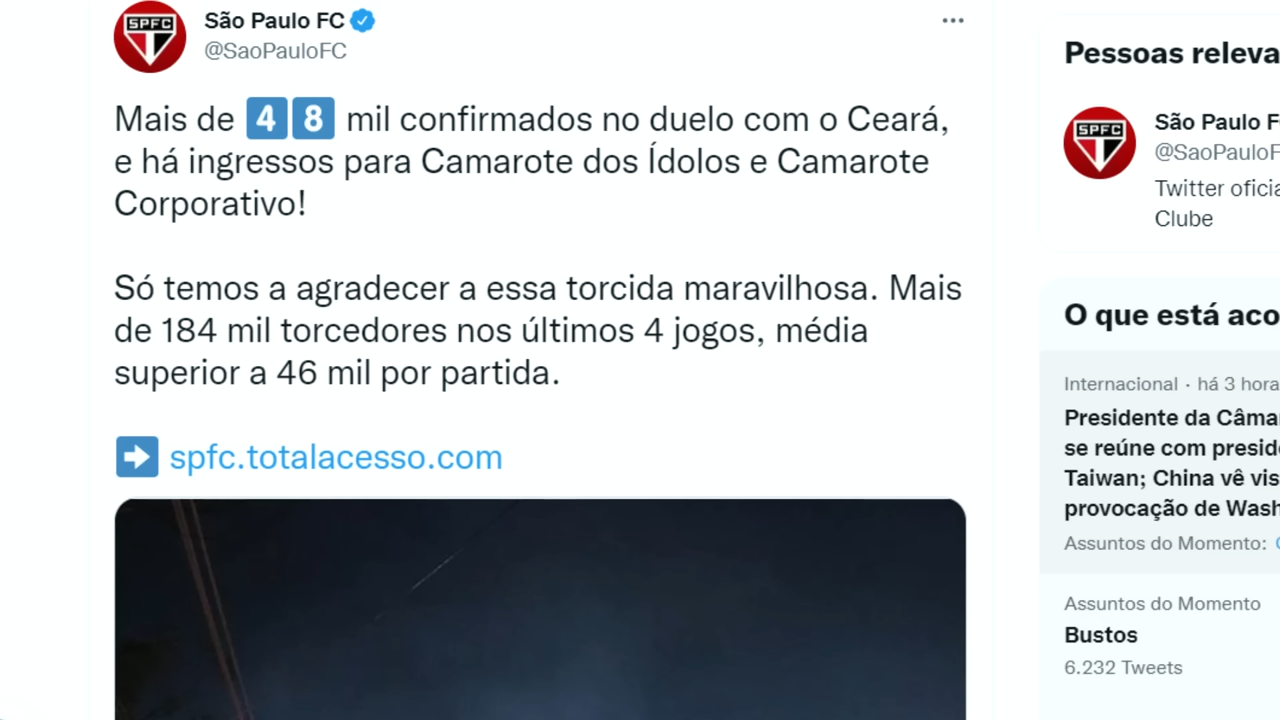 São Paulo FC
@SaoPauloFC
Mais de 48 mil confirmados no duelo com o Ceará,
e há ingressos para Camarote dos Ídolos e Camarote
Corporativo!
Só temos a agradecer a essa torcida maravilhosa. Mais
de 184 mil torcedores nos últimos 4 jogos, média
superior a 46 mil por partida.
spfc.totalacesso.com
SPFC
Pessoas releva
SPFC
São Paulo F
@SaoPauloF
Twitter oficia
Clube
O que está aco
Internacional · há 3 hora
Presidente da Câma
se reúne com presid
Taiwan; China vê vis
provocação de Wash
Assuntos do Momento:
Assuntos do Momento
Bustos
6.232 Tweets